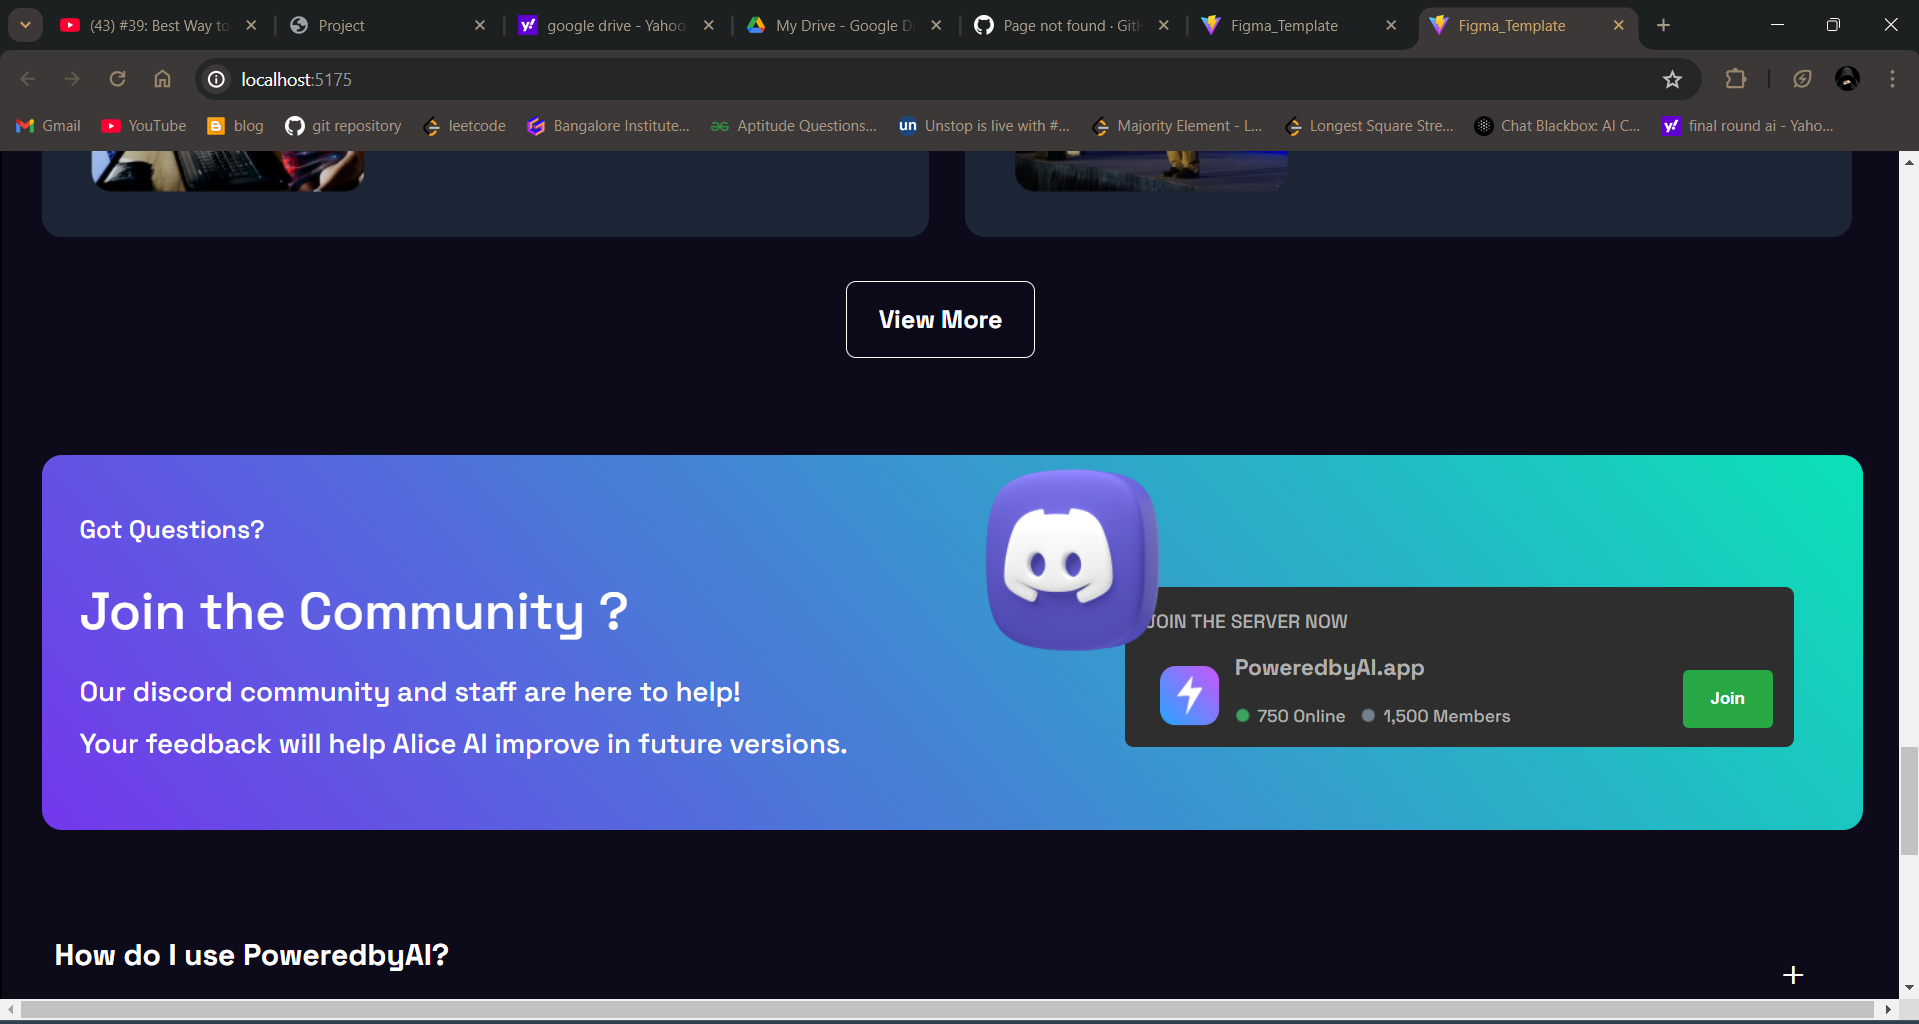 (43) #39: Best Way to
Project
google drive - Yahoo
My Drive - Google D
Page not found · Git
Figma_Template
Figma_Template
localhost:5175
Gmail
YouTube
blog
git repository
leetcode
Bangalore Institute...
Aptitude Questions...
un
Unstop is live with #...
Majority Element - L...
Longest Square Stre...
Chat Blackbox: AI C...
final round ai - Yaho...
View More
Got Questions?
Join the Community ?
Our discord community and staff are here to help!
Your feedback will help Alice AI improve in future versions.
JOIN THE SERVER NOW
PoweredbyAI.app
750 Online
1,500 Members
Join
How do I use PoweredbyAI?
+